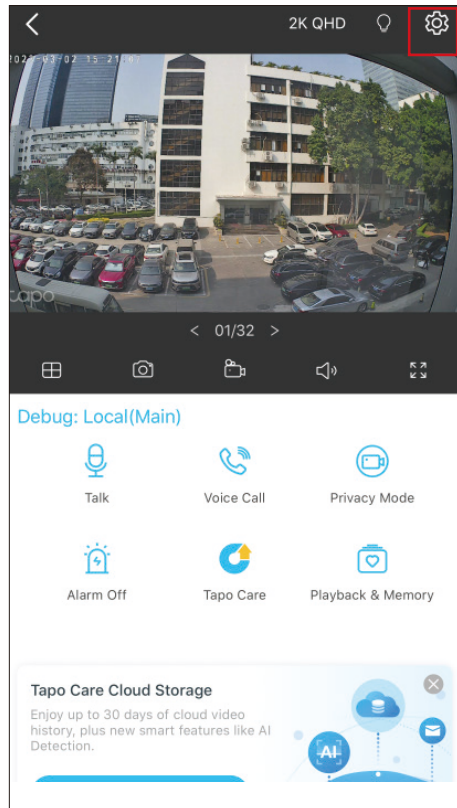 2K QHD
tapo
< 01/32 >
Debug: Local(Main)
Talk
Voice Call
Privacy Mode
Alarm Off
Tapo Care
Playback & Memory
Tapo Care Cloud Storage
Enjoy up to 30 days of cloud video
history, plus new smart features like AI
Detection.
AI